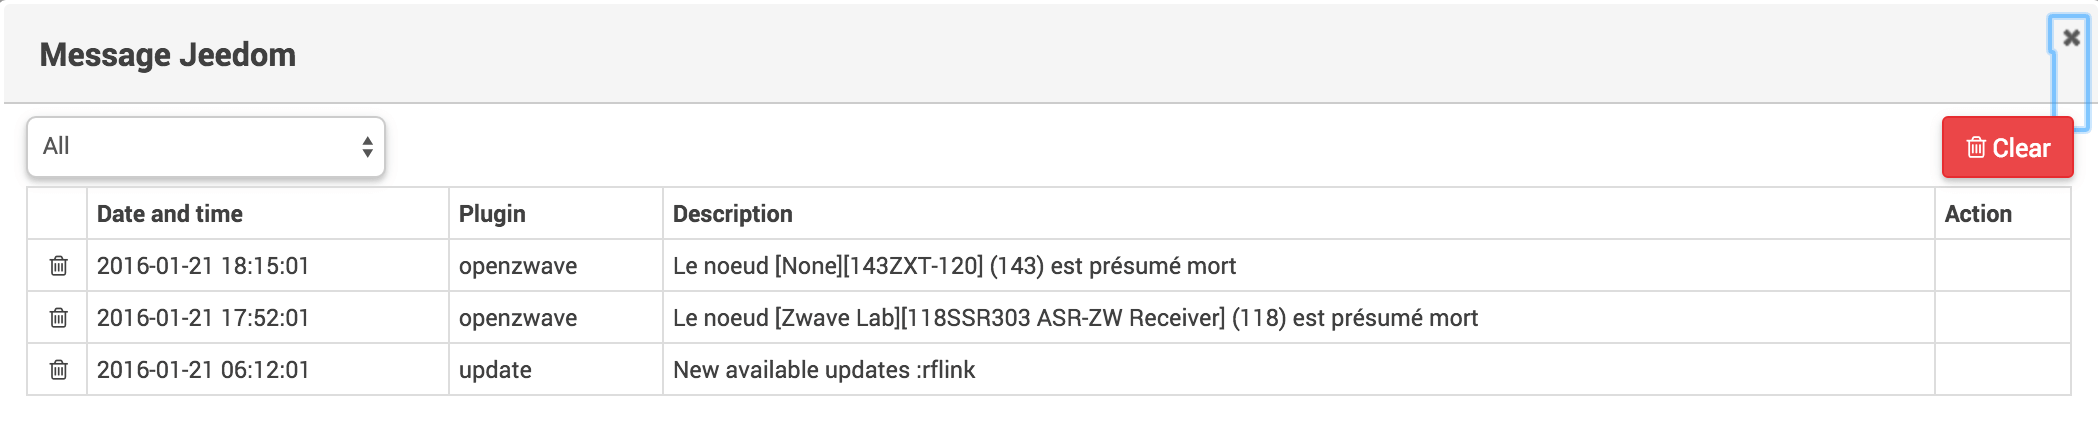 Message Jeedom
All
Clear
Date and time Plugin Description Action
2016-01-21 18:15:01 openzwave Le noeud [None][143ZXT-120] (143) est présumé mort
2016-01-21 17:52:01 openzwave Le noeud [Zwave Lab][118SSR303 ASR-ZW Receiver] (118) est présumé mort
2016-01-21 06:12:01 update New available updates :rflink